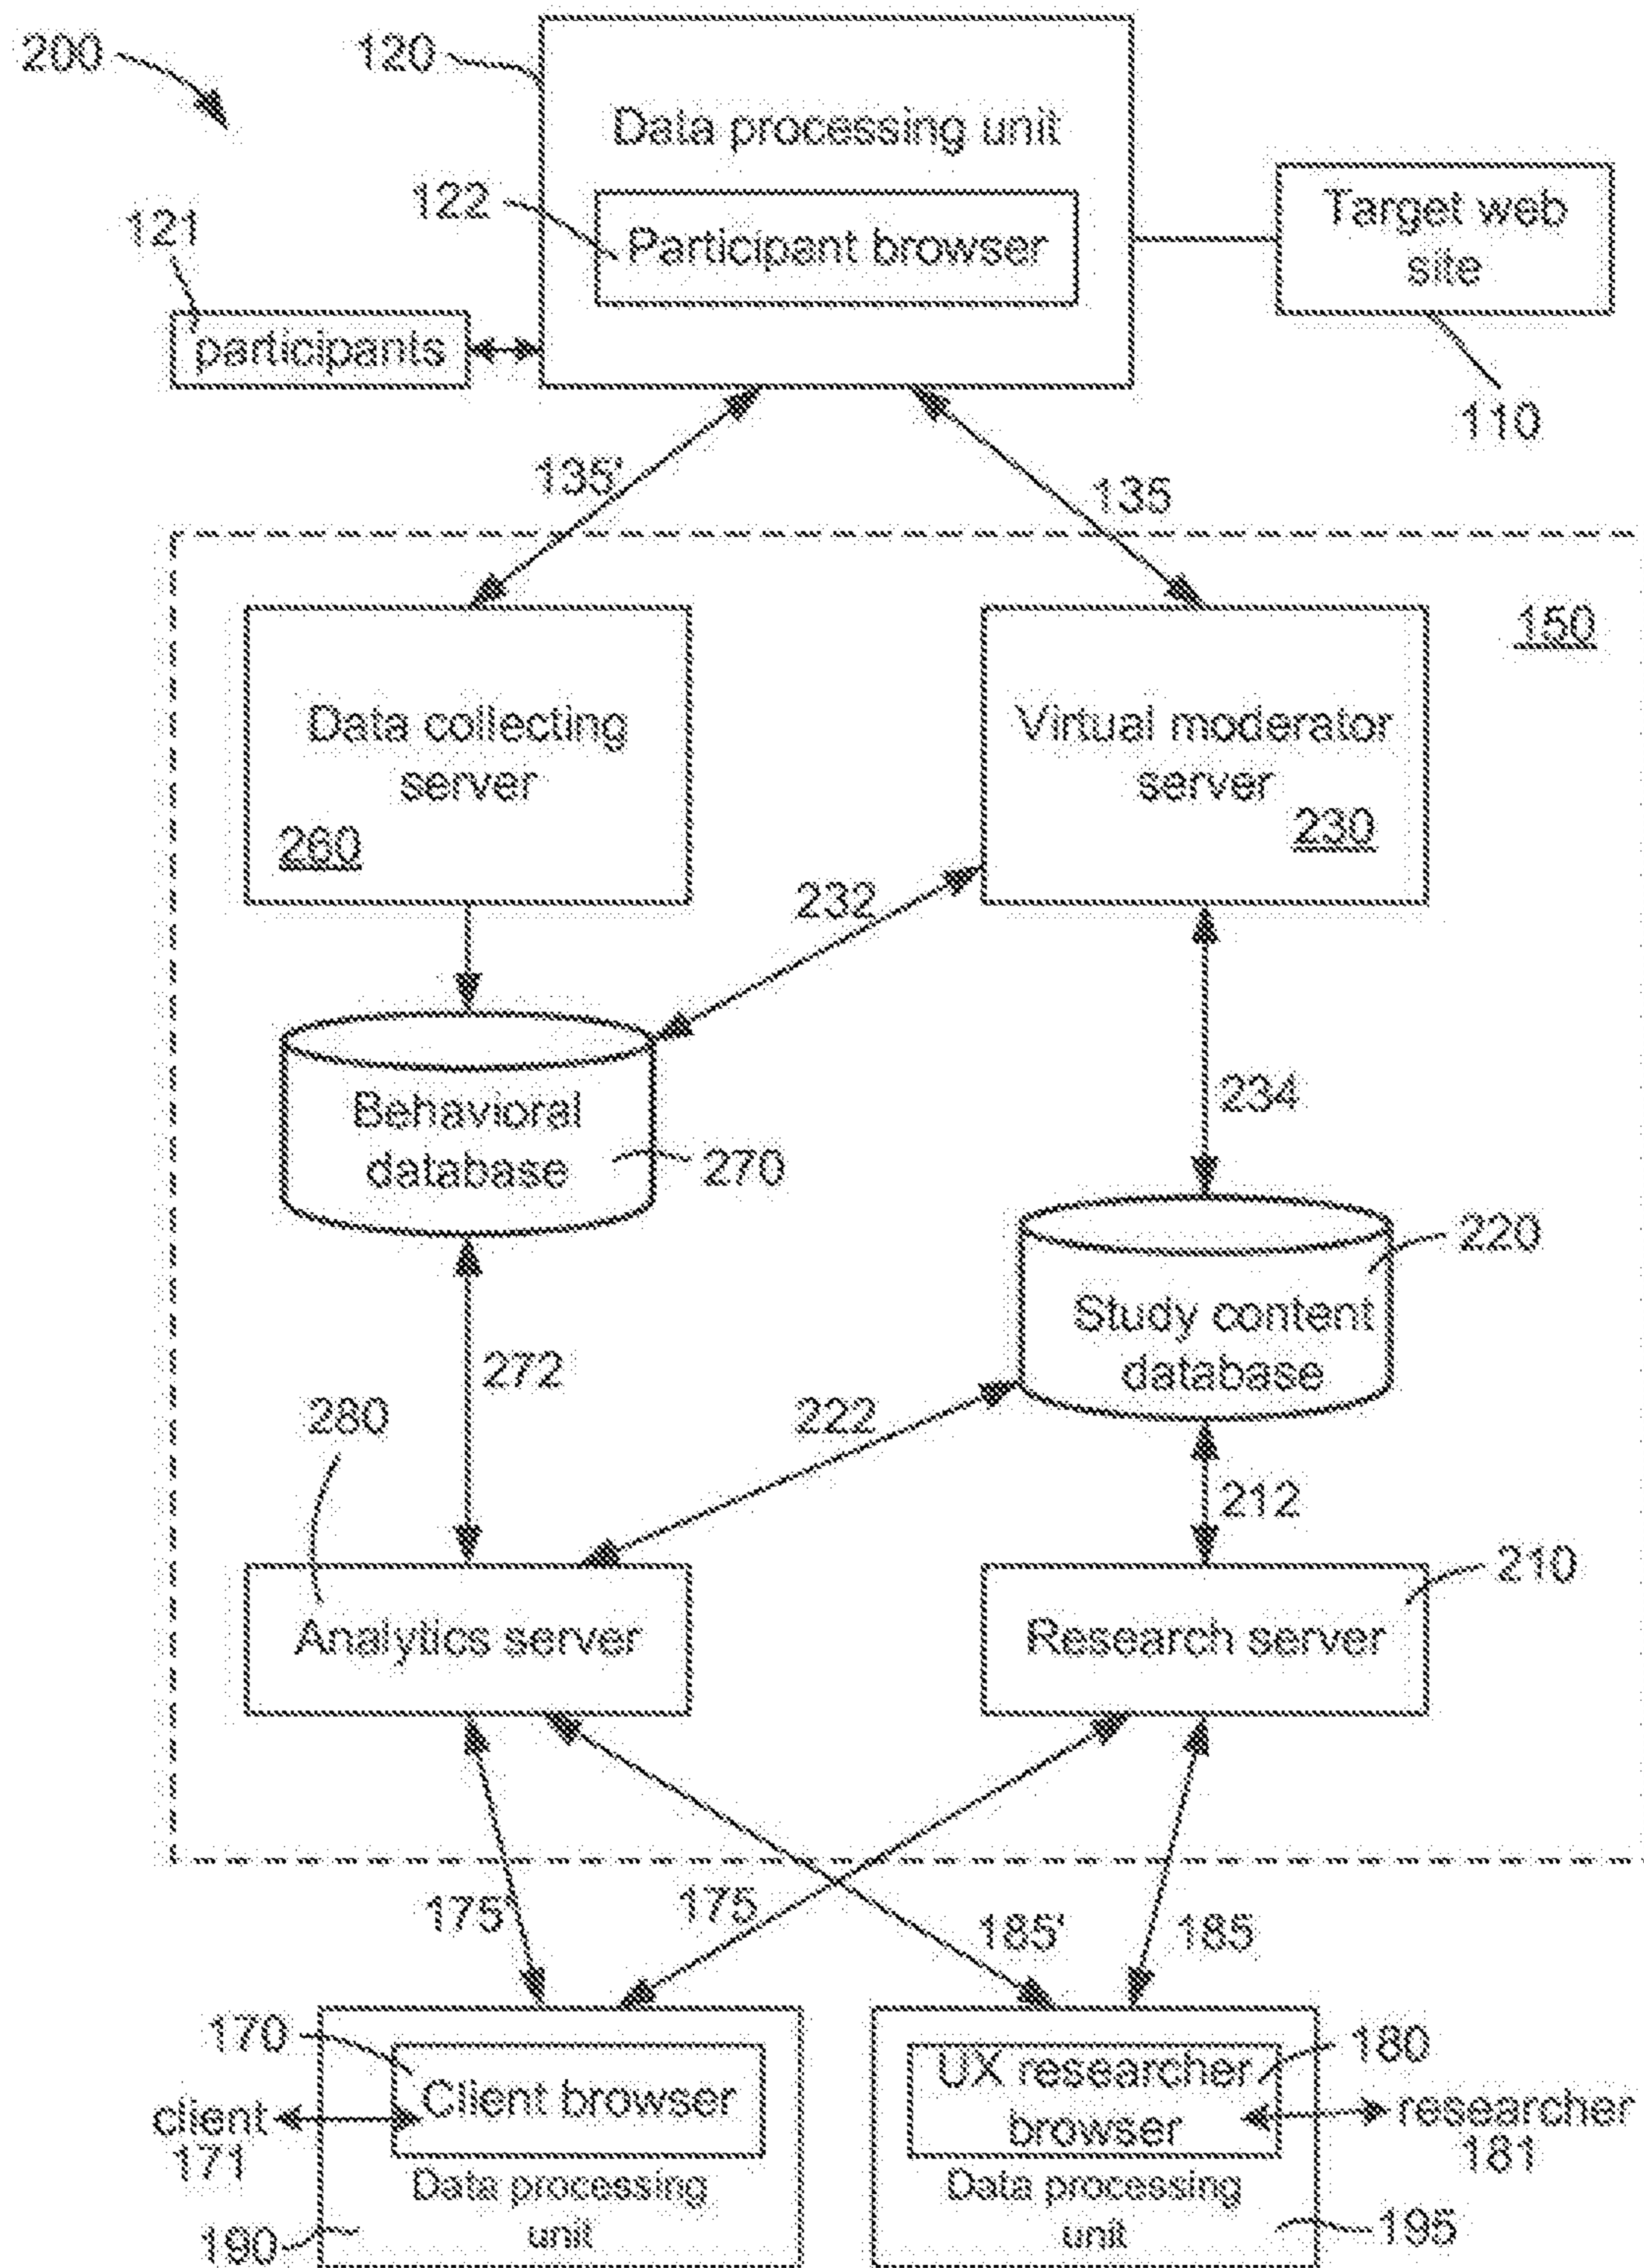 200
120
Data processing unit
122
Participant browser
121
participants
Target web
site
110
135'
135
150
Data collecting
server
260
Virtual moderator
server
230
232
Behavioral
database
270
234
220
Study content
database
272
280
222
212
210
Analytics server
Research server
175'
175
185'
185
170
Client browser
client
171
Data processing
unit
190
UX researcher
browser
180
researcher
181
Data processing
unit
195